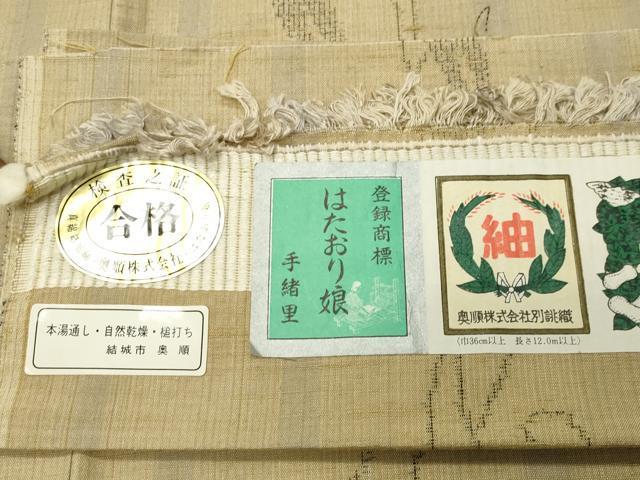 検査之証
合格
奥順株式会社
本湯通し・自然乾燥・槌打ち
結城市 奥順
登録商標
はたおり娘
手緒里
紬
奥順株式会社別誂織
(巾36cm以上 長さ12.0m以上)